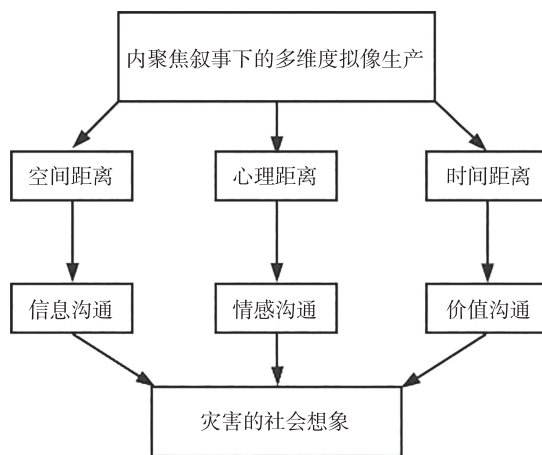 内聚焦叙事下的多维度拟像生产
空间距离
心理距离
时间距离
信息沟通
情感沟通
价值沟通
灾害的社会想象